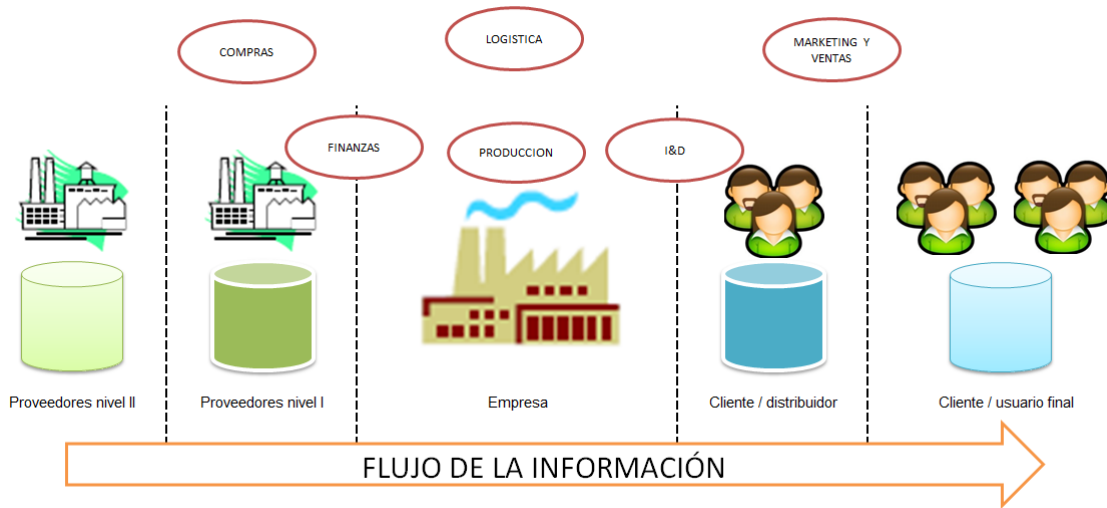 COMPRAS
LOGISTICA
MARKETING Y
VENTAS
FINANZAS
PRODUCCION
I&D
Proveedores nivel II
Proveedores nivel I
Empresa
Cliente / distribuidor
Cliente / usuario final
FLUJO DE LA INFORMACIÓN